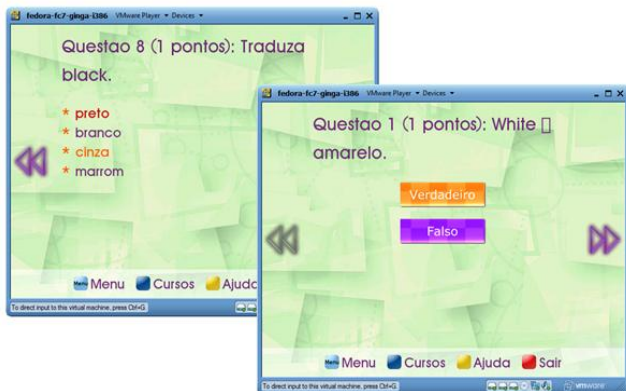 fedora-fc7-ginga-i386 VMware Player Devices
Questao 8 (1 pontos): Traduza
black.
* preto
* branco
* cinza
* marrom
Menu Menu Cursos Ajuda
To direct input to this virtual machine, press Ctrl+G.
fedora-fc7-ginga-i386 VMware Player Devices
Questao 1 (1 pontos): White ▯
amarelo.
Verdadeiro
Falso
Menu Menu Cursos Ajuda Sair
To direct input to this virtual machine, press Ctrl+G.
vmware